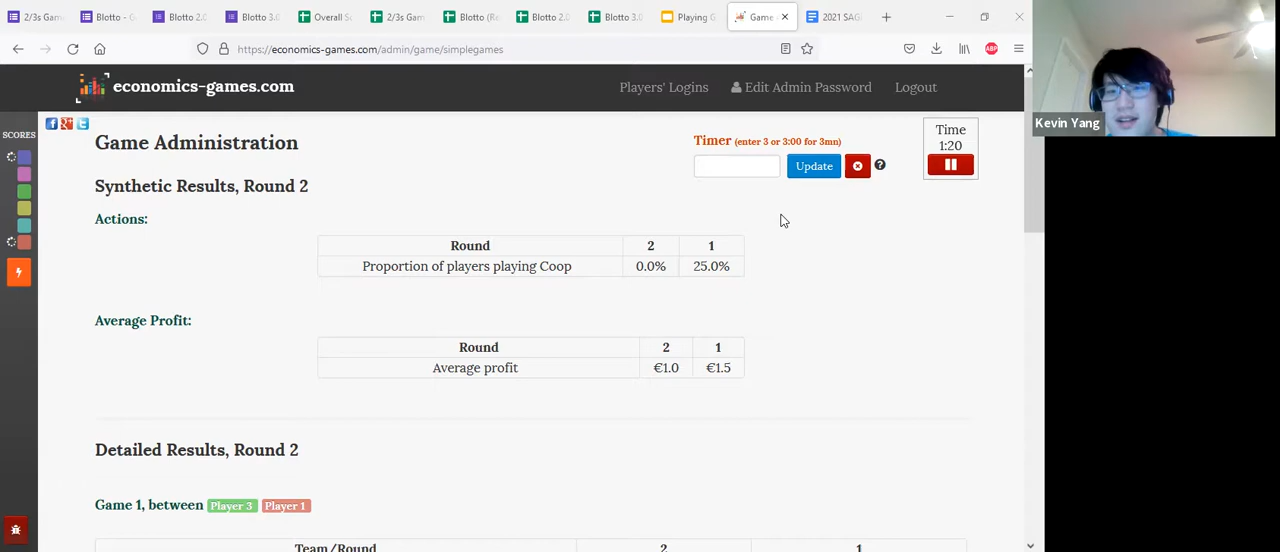 2/3s Gam
Blotto - G
Blotto 2.0
Blotto 3.0
Overall Sc
2/3s Gam
Blotto (Re
Blotto 2.0
Blotto 3.0
Playing G
Game
2021 SAG
https://economics-games.com/admin/game/simplegames
ABP
Kevin Yang
economics-games.com
Players' Logins
Edit Admin Password
Logout
SCORES
Game Administration
Timer (enter 3 or 3:00 for 3mn)
Update
?
Time
1:20
Synthetic Results, Round 2
Actions:
Round 2 1
Proportion of players playing Coop 0.0% 25.0%
Average Profit:
Round 2 1
Average profit €1.0 €1.5
Detailed Results, Round 2
Game 1, between Player 3 Player 1
Team/Round 2 1